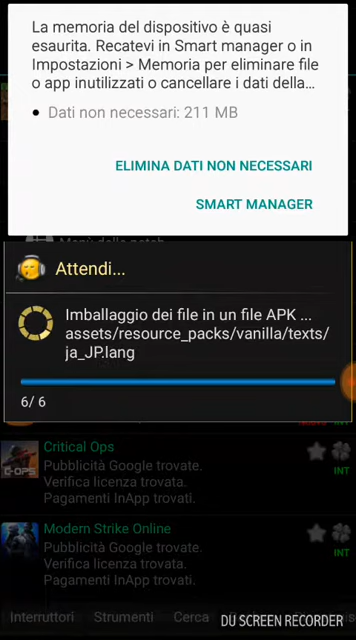 La memoria del dispositivo è quasi
esaurita. Recatevi in Smart manager o in
Impostazioni > Memoria per eliminare file
o app inutilizzati o cancellare i dati della...
Dati non necessari: 211 MB
ELIMINA DATI NON NECESSARI
SMART MANAGER
Attendi...
Imballaggio dei file in un file APK ...
assets/resource_packs/vanilla/texts/
ja_JP.lang
6/ 6
INT
Critical Ops
Pubblicità Google trovate.
Verifica licenza trovata.
Pagamenti InApp trovati.
INT
C-OPS
Modern Strike Online
Pubblicità Google trovate.
Verifica licenza trovata.
Pagamenti InApp trovati.
INT
Interruttori Strumenti Cerca
DU SCREEN RECORDER